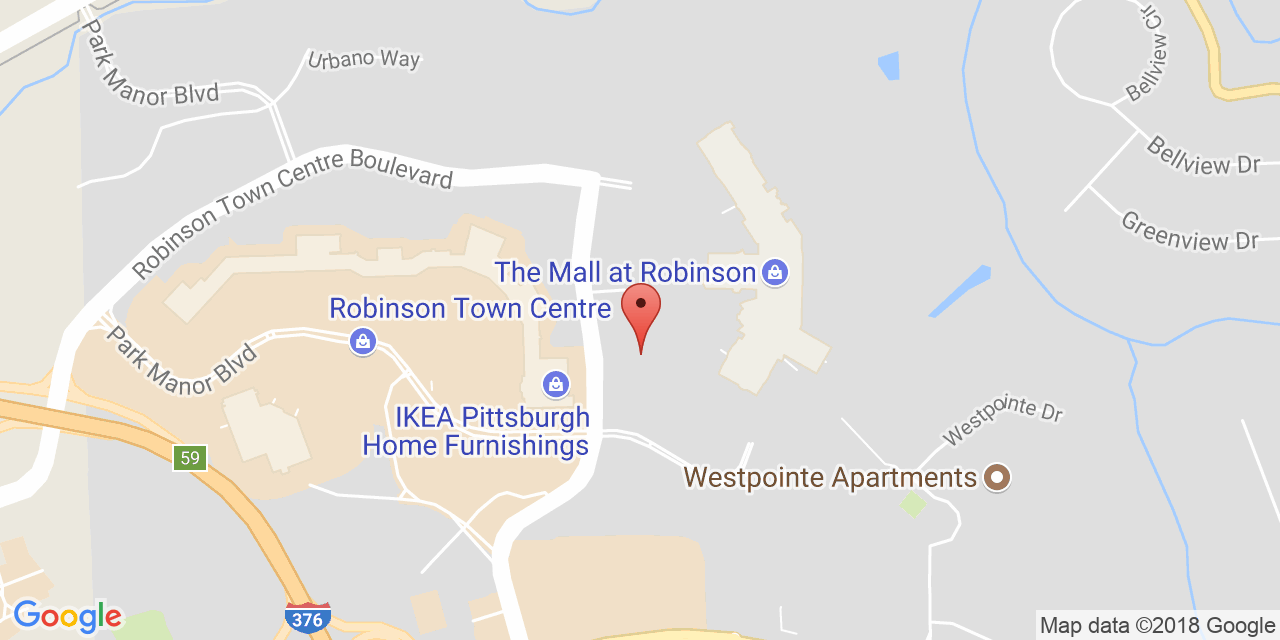 Park Manor Blvd
Urbano Way
Bellview Cir
Robinson Town Centre Boulevard
Bellview Dr
Greenview Dr
The Mall at Robinson
Robinson Town Centre
Park Manor Blvd
IKEA Pittsburgh
Home Furnishings
Westpointe Dr
59
Westpointe Apartments
376
Google
Map data ©2018 Google